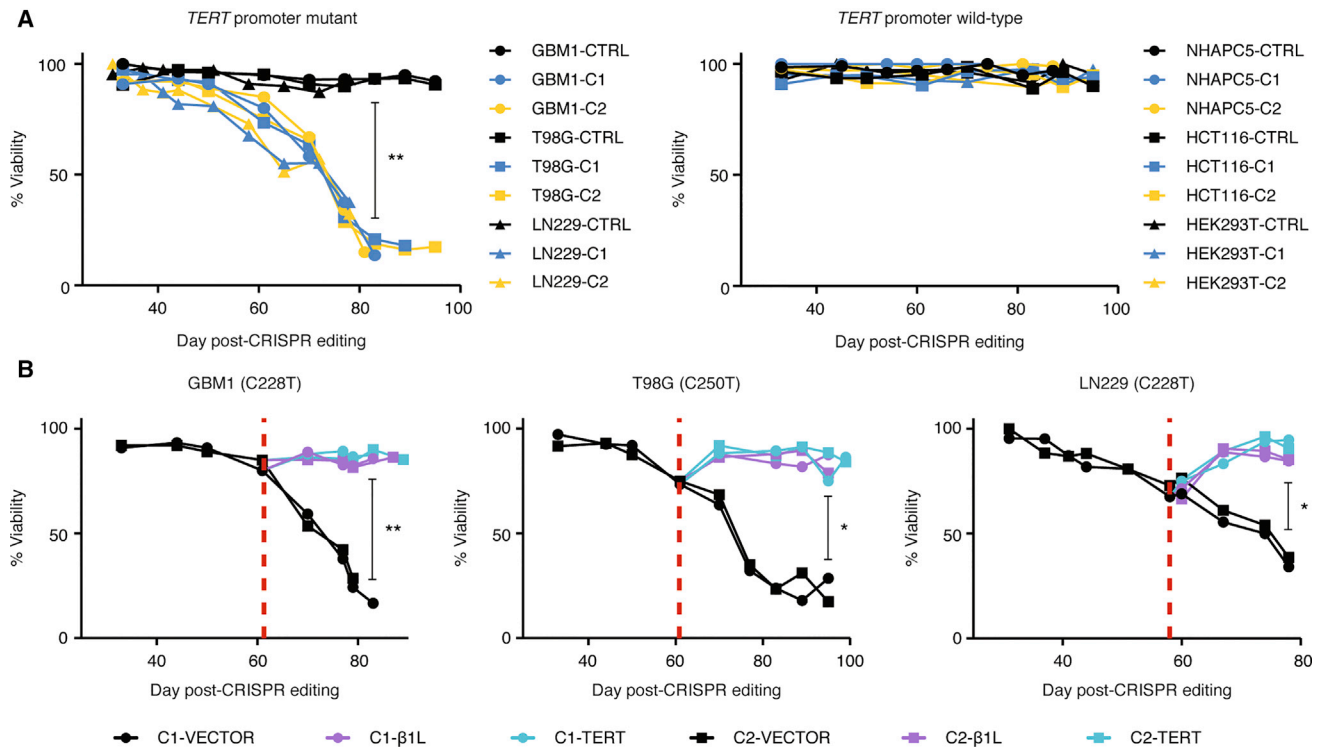 A
TERT promoter mutant
TERT promoter wild-type
% Viability
100
50
0
40
60
80
100
Day post-CRISPR editing
**
GBM1-CTRL
GBM1-C1
GBM1-C2
T98G-CTRL
T98G-C1
T98G-C2
LN229-CTRL
LN229-C1
LN229-C2
% Viability
100
50
0
40
60
80
100
Day post-CRISPR editing
NHAPC5-CTRL
NHAPC5-C1
NHAPC5-C2
HCT116-CTRL
HCT116-C1
HCT116-C2
HEK293T-CTRL
HEK293T-C1
HEK293T-C2
B
GBM1 (C228T)
% Viability
100
50
0
40
60
80
Day post-CRISPR editing
**
T98G (C250T)
% Viability
100
50
0
40
60
80
100
Day post-CRISPR editing
*
LN229 (C228T)
% Viability
100
50
0
40
60
80
Day post-CRISPR editing
*
C1-VECTOR
C1-β1L
C1-TERT
C2-VECTOR
C2-β1L
C2-TERT